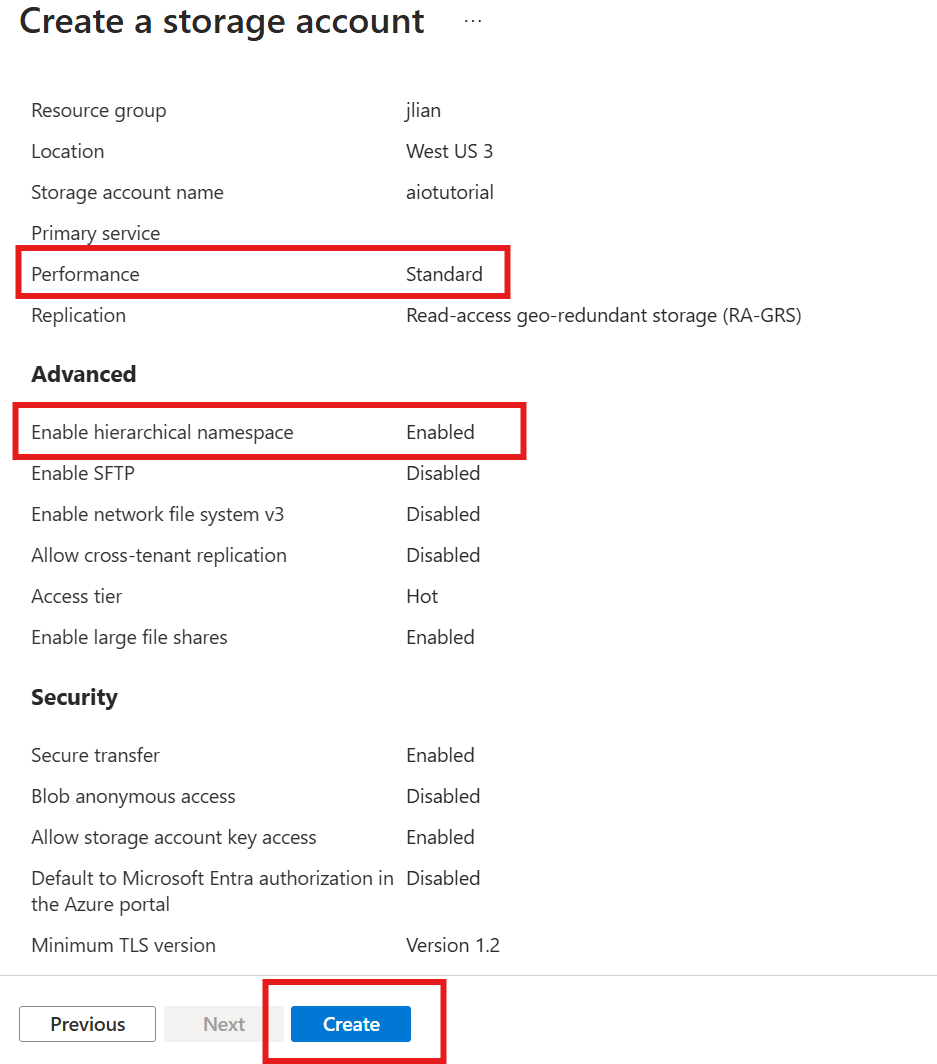 Create a storage account ...
Resource group jlian
Location West US 3
Storage account name aiotutorial
Primary service
Performance Standard
Replication Read-access geo-redundant storage (RA-GRS)
Advanced
Enable hierarchical namespace Enabled
Enable SFTP Disabled
Enable network file system v3 Disabled
Allow cross-tenant replication Disabled
Access tier Hot
Enable large file shares Enabled
Security
Secure transfer Enabled
Blob anonymous access Disabled
Allow storage account key access Enabled
Default to Microsoft Entra authorization in Disabled
the Azure portal
Minimum TLS version Version 1.2
Previous Next Create